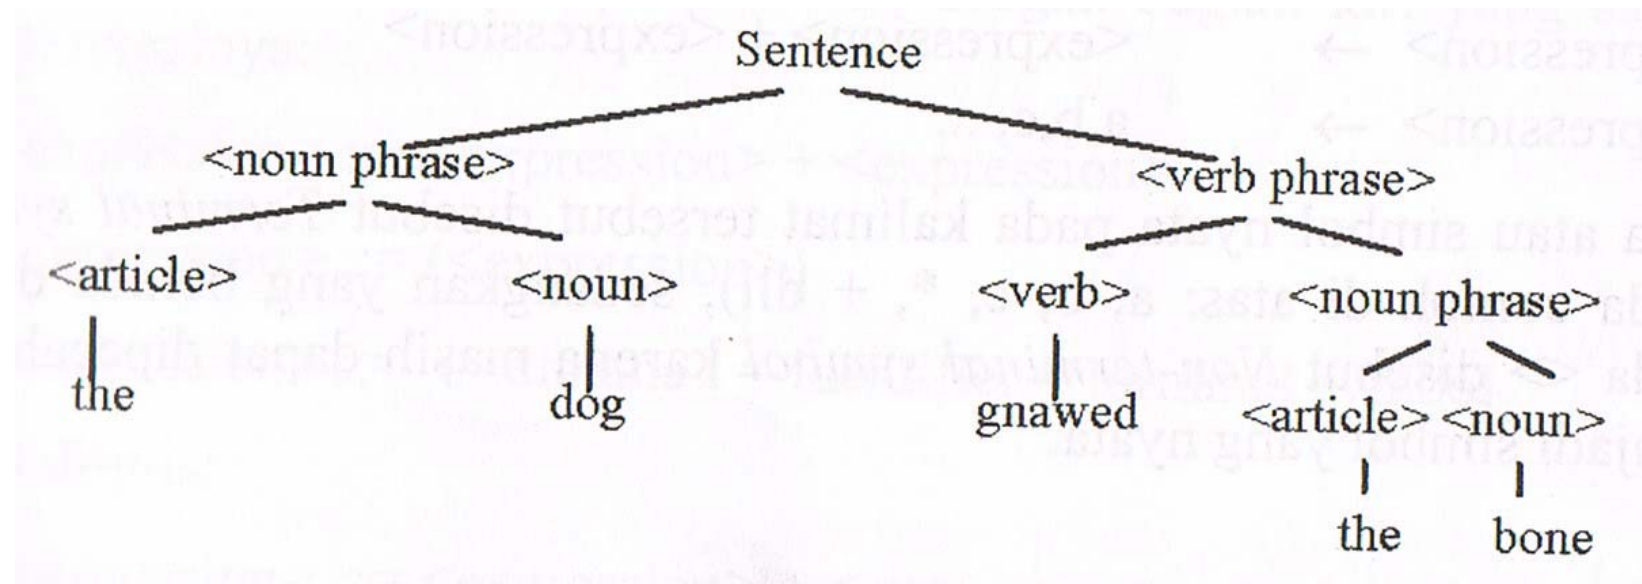 Sentence
<noun phrase> <verb phrase>
<article> <noun> <verb> <noun phrase>
the dog gnawed <article> <noun>
the bone